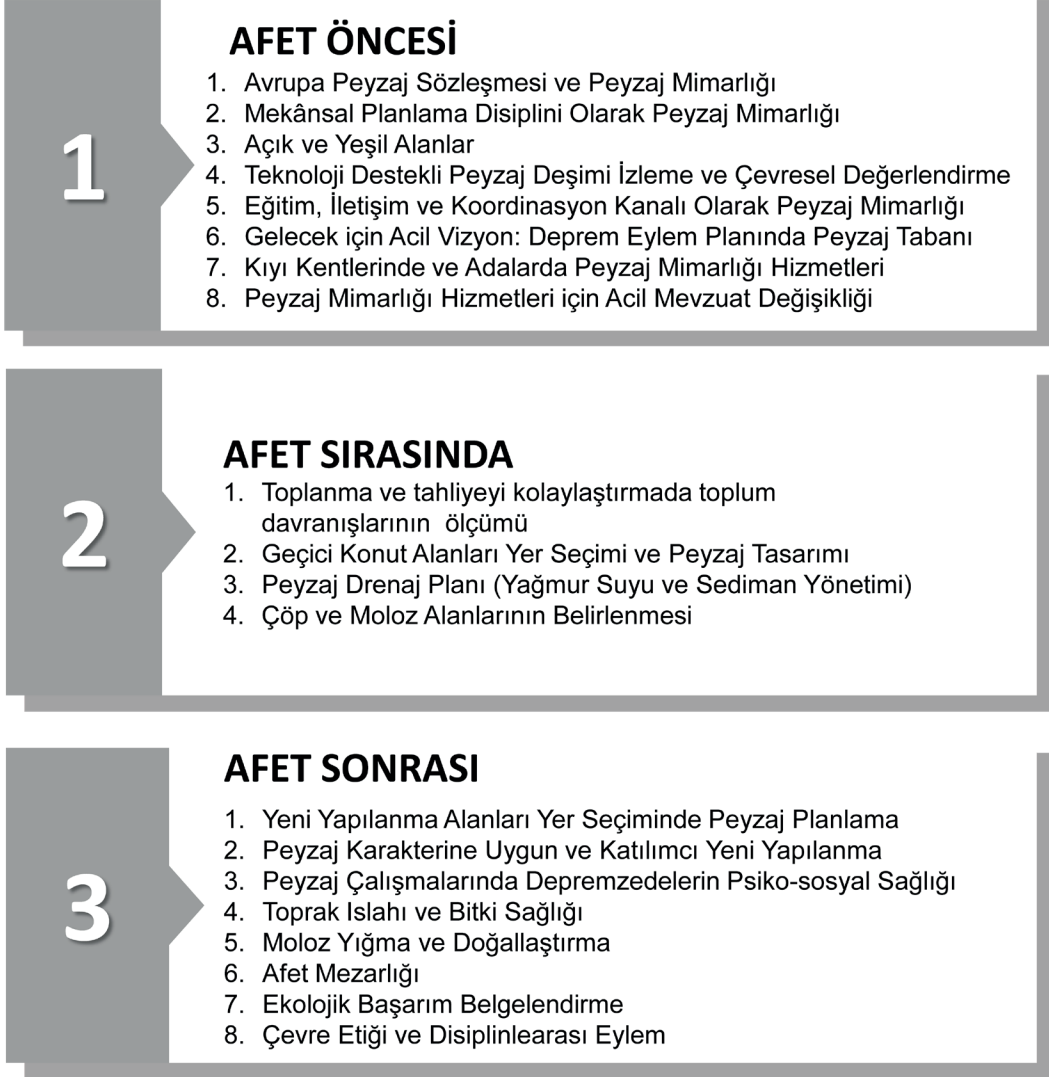 1
AFET ÖNCESİ
1. Avrupa Peyzaj Sözleşmesi ve Peyzaj Mimarlığı
2. Mekânsal Planlama Disiplini Olarak Peyzaj Mimarlığı
3. Açık ve Yeşil Alanlar
4. Teknoloji Destekli Peyzaj Deşimi İzleme ve Çevresel Değerlendirme
5. Eğitim, İletişim ve Koordinasyon Kanalı Olarak Peyzaj Mimarlığı
6. Gelecek için Acil Vizyon: Deprem Eylem Planında Peyzaj Tabanı
7. Kıyı Kentlerinde ve Adalarda Peyzaj Mimarlığı Hizmetleri
8. Peyzaj Mimarlığı Hizmetleri için Acil Mevzuat Değişikliği
2
AFET SIRASINDA
1. Toplanma ve tahliyeyi kolaylaştırmada toplum
davranışlarının ölçümü
2. Geçici Konut Alanları Yer Seçimi ve Peyzaj Tasarımı
3. Peyzaj Drenaj Planı (Yağmur Suyu ve Sediman Yönetimi)
4. Çöp ve Moloz Alanlarının Belirlenmesi
3
AFET SONRASI
1. Yeni Yapılanma Alanları Yer Seçiminde Peyzaj Planlama
2. Peyzaj Karakterine Uygun ve Katılımcı Yeni Yapılanma
3. Peyzaj Çalışmalarında Depremzedelerin Psiko-sosyal Sağlığı
4. Toprak Islahı ve Bitki Sağlığı
5. Moloz Yığma ve Doğallaştırma
6. Afet Mezarlığı
7. Ekolojik Başarım Belgelendirme
8. Çevre Etiği ve Disiplinlearası Eylem